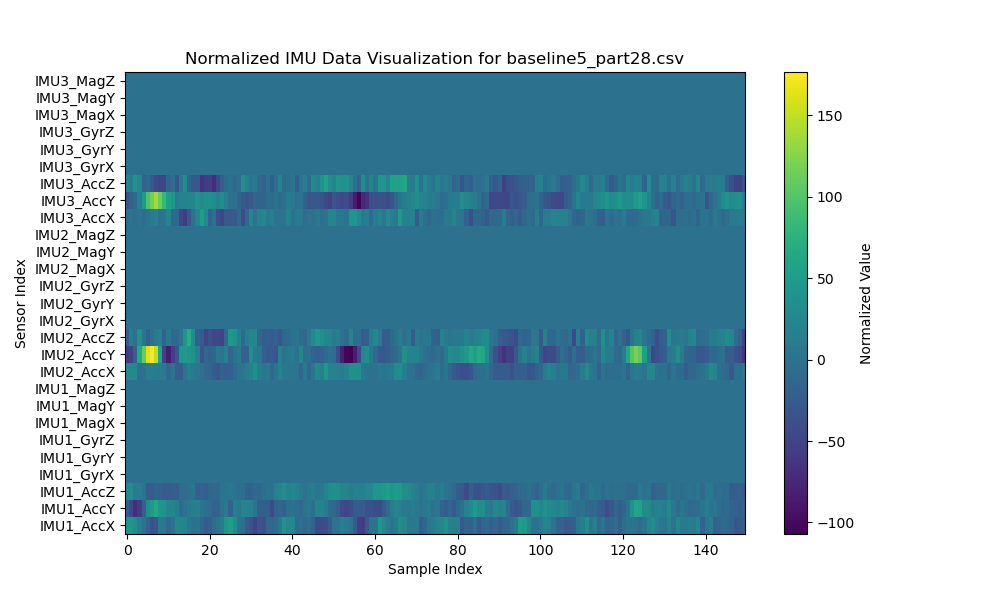 Normalized IMU Data Visualization for baseline5_part28.csv
IMU3_MagZ
IMU3_MagY
IMU3_MagX
IMU3_GyrZ
IMU3_GyrY
IMU3_GyrX
IMU3_AccZ
IMU3_AccY
IMU3_AccX
IMU2_MagZ
IMU2_MagY
IMU2_MagX
IMU2_GyrZ
IMU2_GyrY
IMU2_GyrX
IMU2_AccZ
IMU2_AccY
IMU2_AccX
IMU1_MagZ
IMU1_MagY
IMU1_MagX
IMU1_GyrZ
IMU1_GyrY
IMU1_GyrX
IMU1_AccZ
IMU1_AccY
IMU1_AccX
Sensor Index
0 20 40 60 80 100 120 140
Sample Index
150
100
50
0
−50
−100
Normalized Value